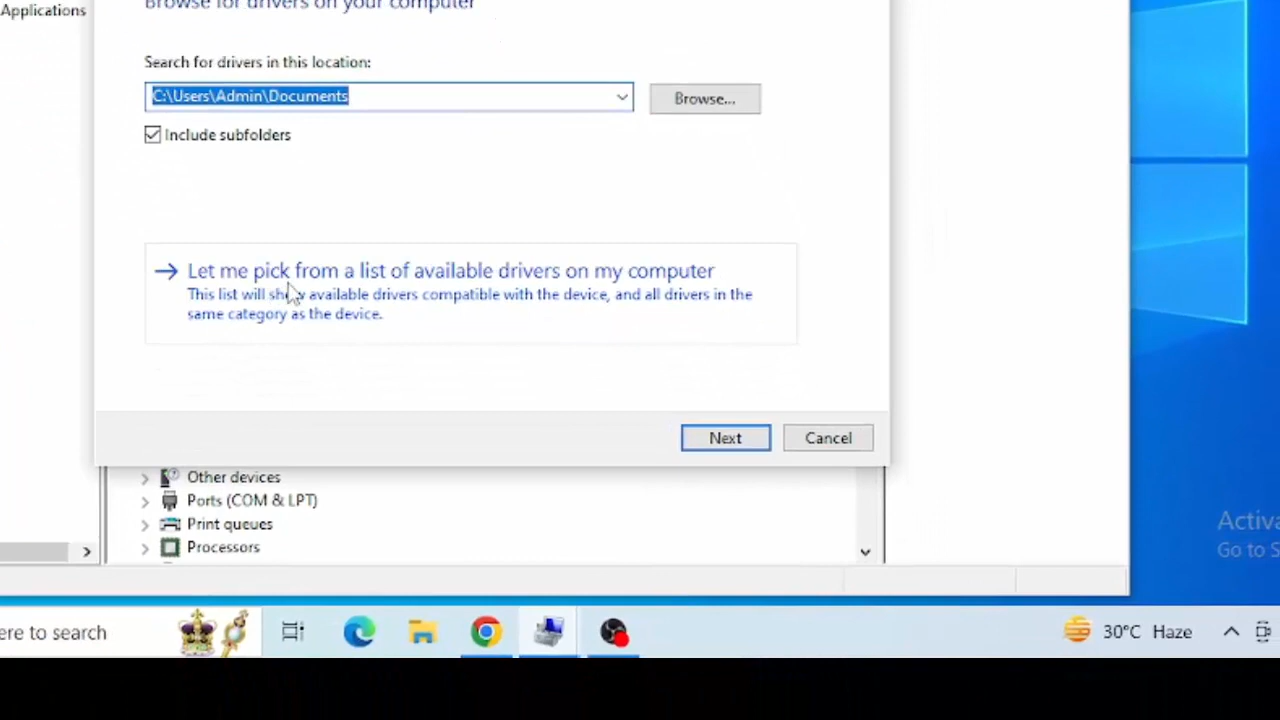 Applications
Browse for drivers on your computer
Search for drivers in this location:
C:\Users\Admin\Documents
Browse...
Include subfolders
Let me pick from a list of available drivers on my computer
This list will show available drivers compatible with the device, and all drivers in the
same category as the device.
Next
Cancel
Other devices
Ports (COM & LPT)
Print queues
Processors
Activa
Go to S
ere to search
30°C Haze